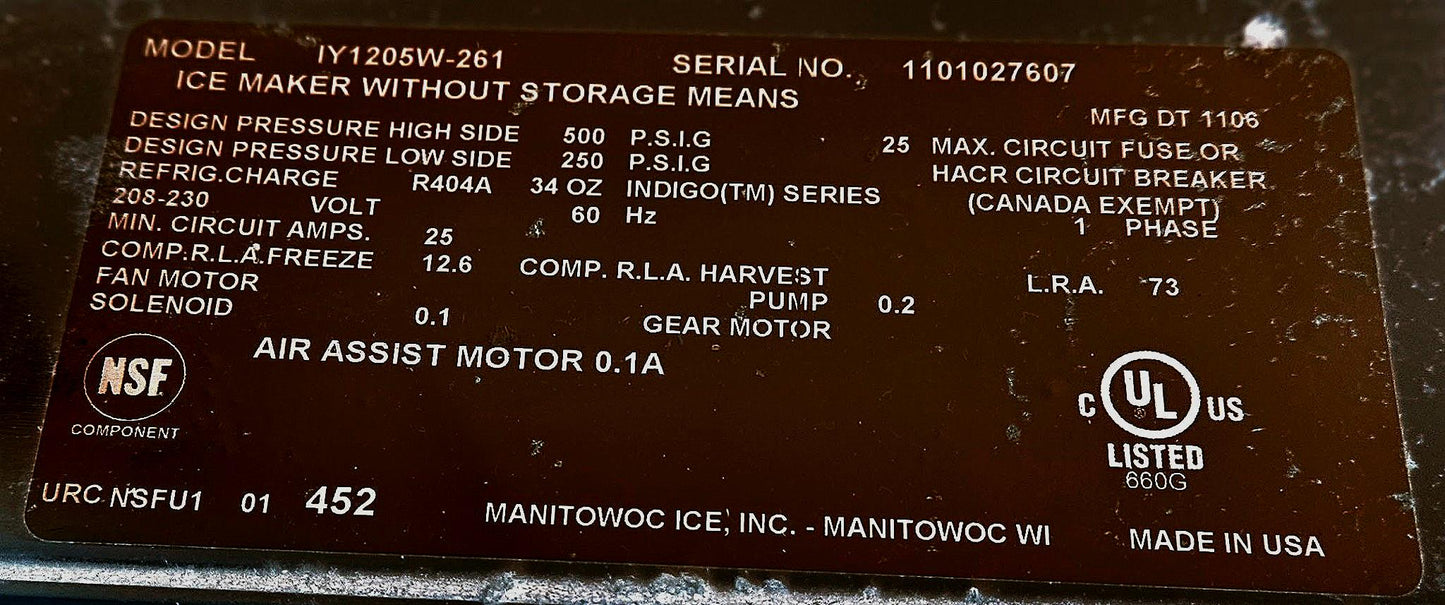 MODEL IY1205W-261 SERIAL NO. 1101027607
ICE MAKER WITHOUT STORAGE MEANS
MFG DT 1106
DESIGN PRESSURE HIGH SIDE 500 P.S.I.G 25 MAX. CIRCUIT FUSE OR
DESIGN PRESSURE LOW SIDE 250 P.S.I.G HACR CIRCUIT BREAKER
REFRIG.CHARGE R404A 34 OZ INDIGO(TM) SERIES (CANADA EXEMPT)
208-230 VOLT 60 Hz 1 PHASE
MIN. CIRCUIT AMPS. 25
COMP.R.L.A.FREEZE 12.6 COMP. R.L.A. HARVEST L.R.A. 73
FAN MOTOR PUMP 0.2
SOLENOID 0.1 GEAR MOTOR
AIR ASSIST MOTOR 0.1A
NSF
COMPONENT
C UL US
LISTED
660G
URC NSFU1 01 452 MANITOWOC ICE, INC. - MANITOWOC WI MADE IN USA